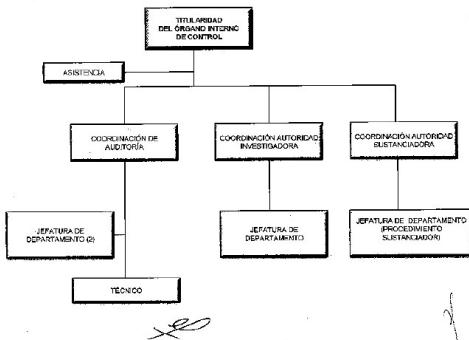 TITULARIDAD
DEL ÓRGANO INTERNO
DE CONTROL
ASISTENCIA
COORDINACIÓN DE
AUDITORÍA
COORDINACIÓN AUTORIDAD
INVESTIGADORA
COORDINACIÓN AUTORIDAD
SUSTANCIADORA
JEFATURA DE
DEPARTAMENTO (2)
JEFATURA DE
DEPARTAMENTO
JEFATURA DE DEPARTAMENTO
(PROCEDIMIENTO
SUSTANCIADOR)
TÉCNICO